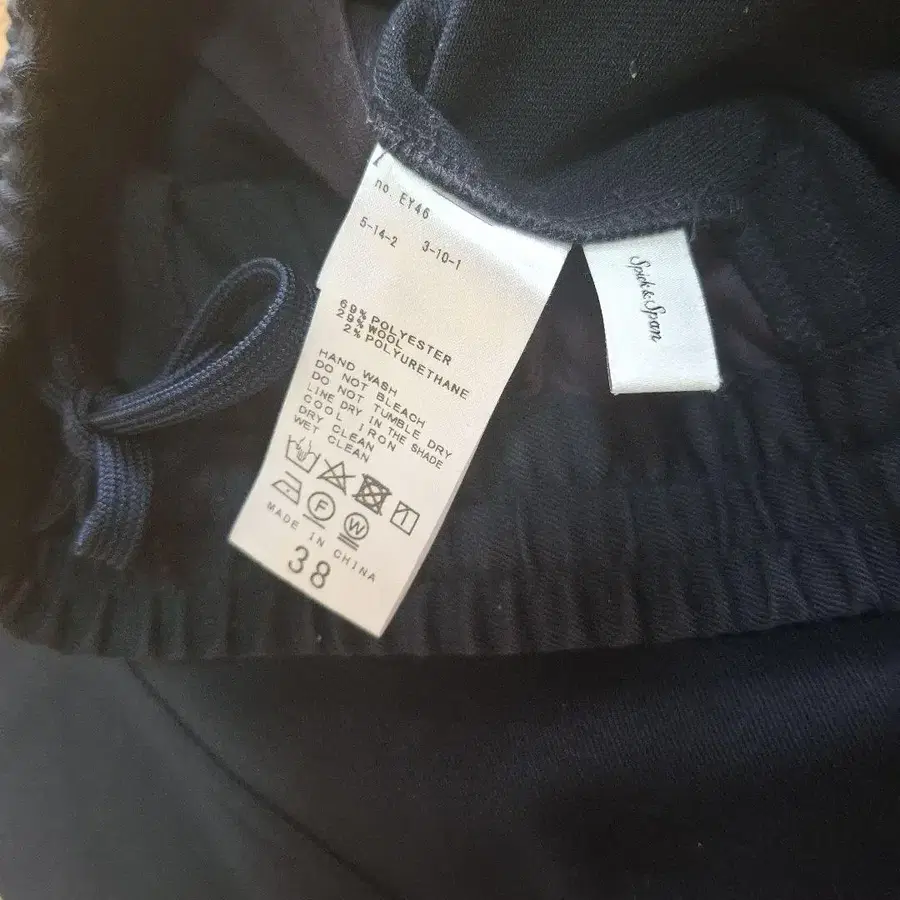 no. EY46
5-14-2 3-10-1
69% POLYESTER
29% WOOL
2% POLYURETHANE
HAND WASH
DO NOT BLEACH
DO NOT TUMBLE DRY
LINE DRY IN THE SHADE
COOL IRON
DRY CLEAN
WET CLEAN
F
W
MADE IN CHINA
38
Spick & Span